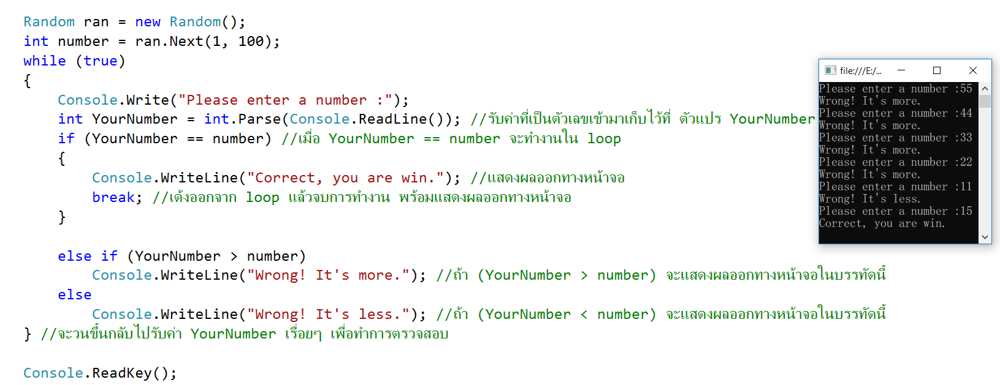 Random ran = new Random();
int number = ran.Next(1, 100);
while (true)
{
    Console.Write("Please enter a number :");
    int YourNumber = int.Parse(Console.ReadLine()); //รับค่าที่เป็นตัวเลขเข้ามาเก็บไว้ที่ ตัวแปร YourNumber
    if (YourNumber == number) //เมื่อ YourNumber == number จะทำงานใน loop
    {
        Console.WriteLine("Correct, you are win."); //แสดงผลออกทางหน้าจอ
        break; //เด้งออกจาก loop แล้วจบการทำงาน พร้อมแสดงผลออกทางหน้าจอ
    }
    else if (YourNumber > number)
        Console.WriteLine("Wrong! It's more."); //ถ้า (YourNumber > number) จะแสดงผลออกทางหน้าจอในบรรทัดนี้
    else
        Console.WriteLine("Wrong! It's less."); //ถ้า (YourNumber < number) จะแสดงผลออกทางหน้าจอในบรรทัดนี้
} //จะวนขึ้นกลับไปรับค่า YourNumber เรื่อยๆ เพื่อทำการตรวจสอบ
Console.ReadKey();
file:///E:/...
Please enter a number :55
Wrong! It's more.
Please enter a number :44
Wrong! It's more.
Please enter a number :33
Wrong! It's more.
Please enter a number :22
Wrong! It's more.
Please enter a number :11
Wrong! It's less.
Please enter a number :15
Correct, you are win.